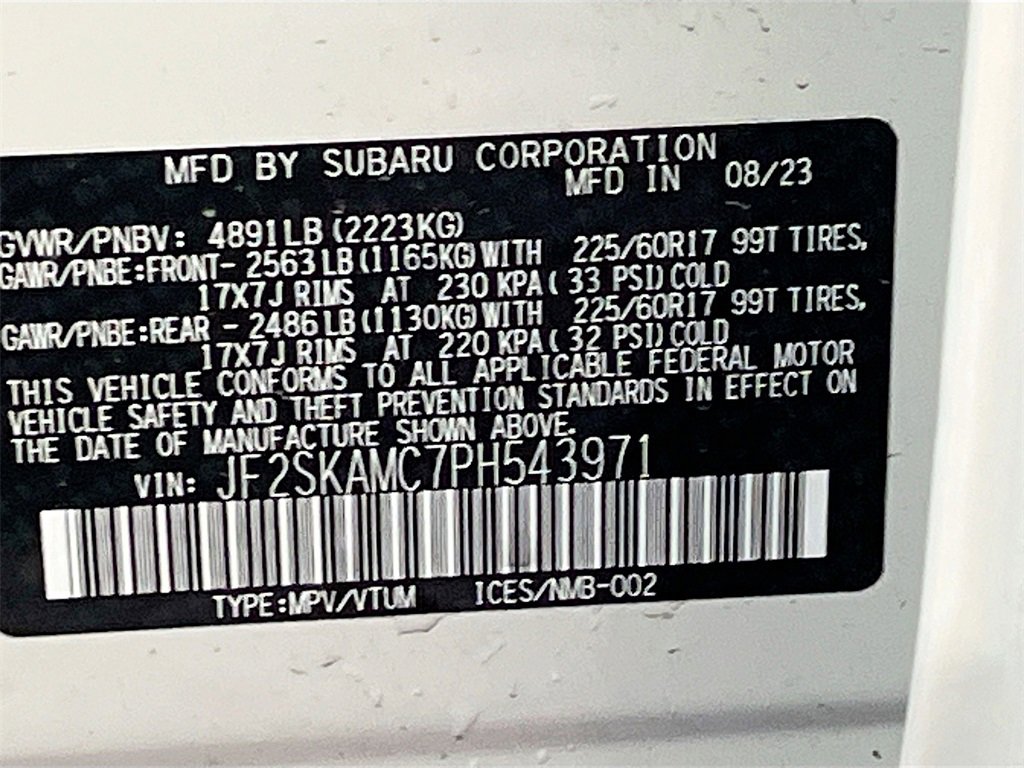 MFD BY SUBARU CORPORATION
MFD IN 08/23
GVWR/PNBV: 4891LB (2223KG)
GAWR/PNBE:FRONT- 2563LB (1165KG) WITH 225/60R17 99T TIRES,
17X7J RIMS AT 230 KPA( 33 PSI) COLD
GAWR/PNBE:REAR - 2486LB (1130KG) WITH 225/60R17 99T TIRES,
17X7J RIMS AT 220 KPA( 32 PSI) COLD
THIS VEHICLE CONFORMS TO ALL APPLICABLE FEDERAL MOTOR
VEHICLE SAFETY AND THEFT PREVENTION STANDARDS IN EFFECT ON
THE DATE OF MANUFACTURE SHOWN ABOVE.
VIN: JF2SKAMC7PH543971
TYPE:MPV/VTUM ICES/NMB-002